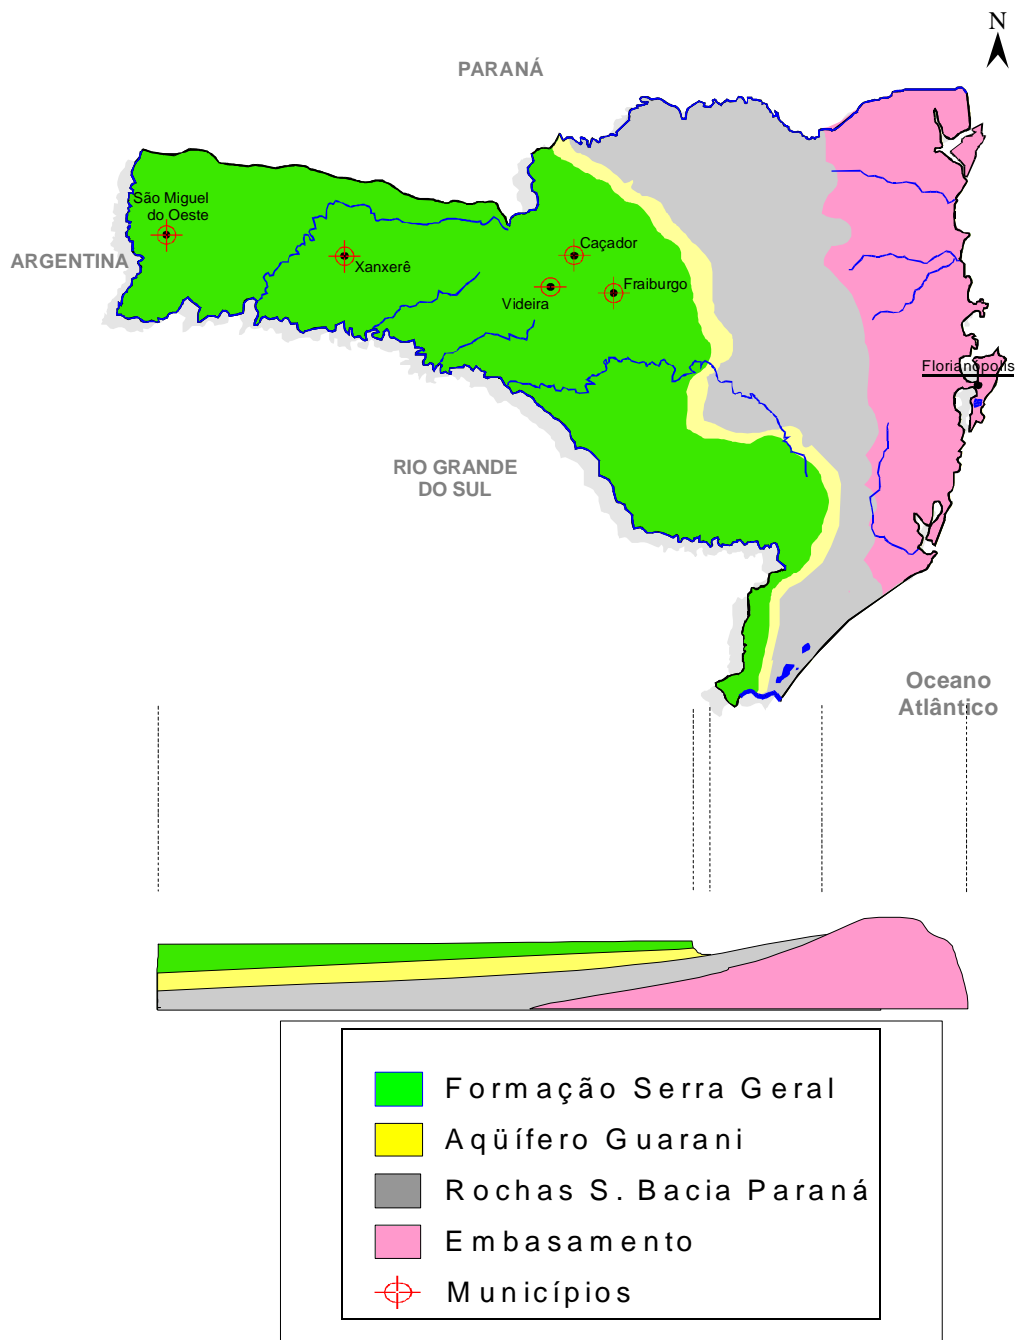 N
PARANÁ
São Miguel
do Oeste
ARGENTINA
Xanxerê
Caçador
Videira
Fraiburgo
Florianópolis
RIO GRANDE
DO SUL
Oceano
Atlântico
Formação Serra Geral
Aqüífero Guarani
Rochas S. Bacia Paraná
Embasamento
Municípios